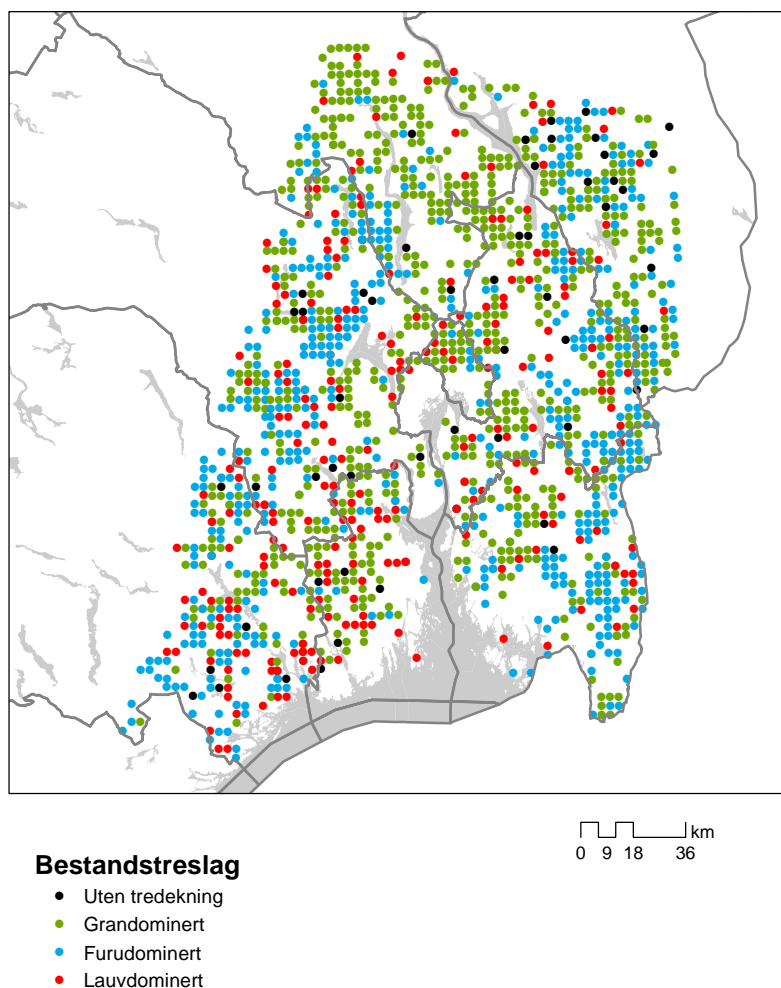 km
0 9 18 36
Bestandstreslag
Uten tredekning
Grandominert
Furudominert
Lauvdominert